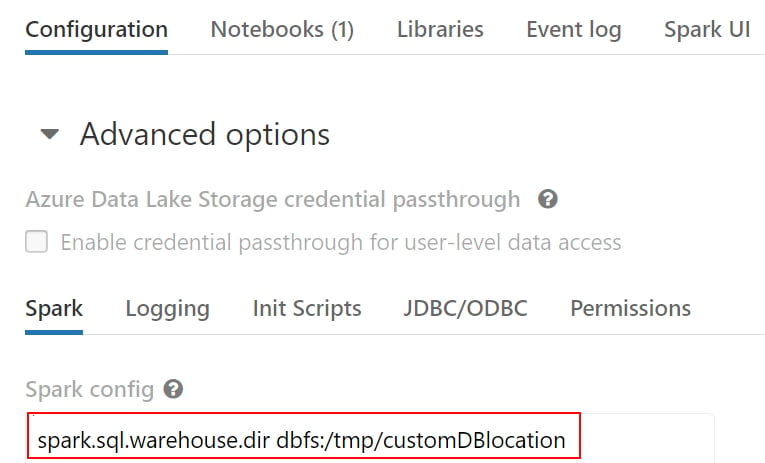 Configuration Notebooks (1) Libraries Event log Spark UI
Advanced options
Azure Data Lake Storage credential passthrough ?
Enable credential passthrough for user-level data access
Spark Logging Init Scripts JDBC/ODBC Permissions
Spark config ?
spark.sql.warehouse.dir dbfs:/tmp/customDBlocation